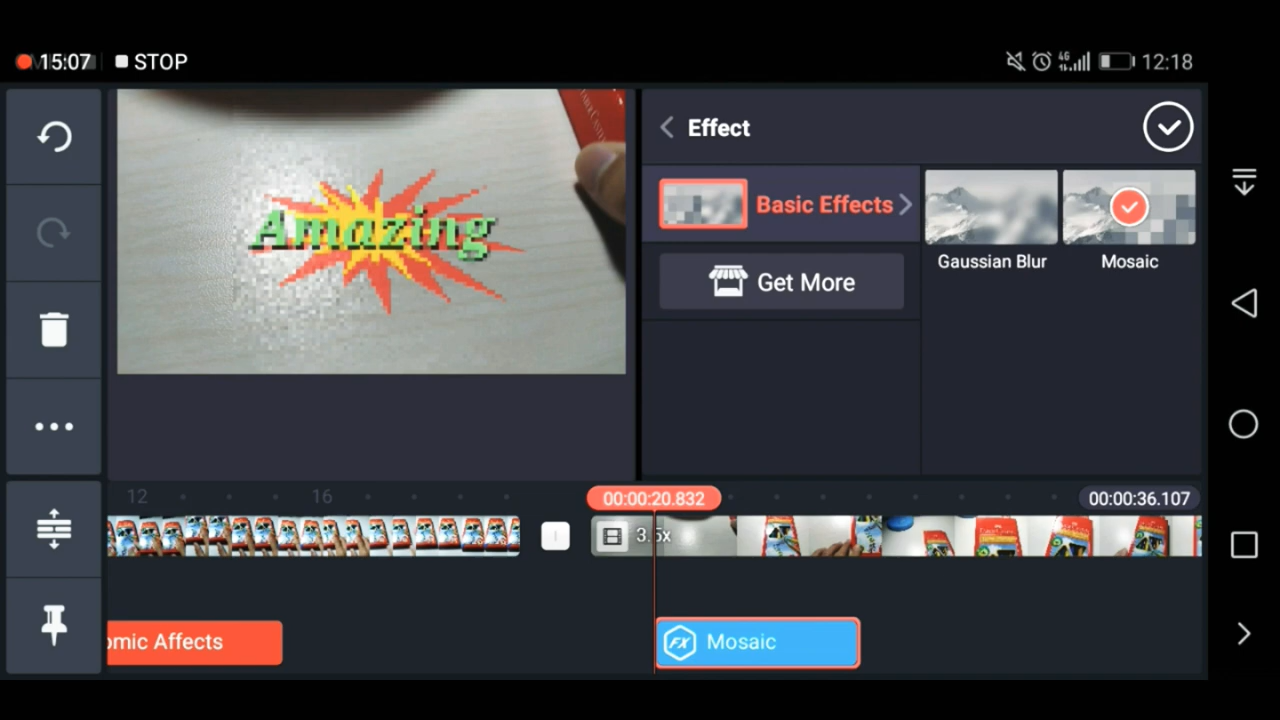 15:07 STOP
12:18
Effect
Amazing
Basic Effects
Get More
Gaussian Blur
Mosaic
12
16
00:00:20.832
00:00:36.107
3.5x
omic Affects
FX Mosaic